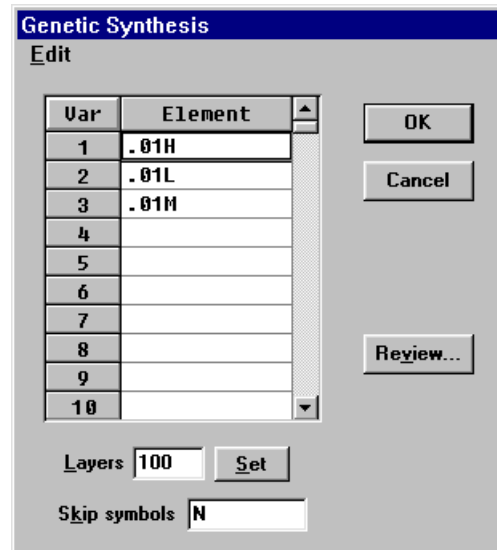 Genetic Synthesis
Edit
Var Element
1 .01H
2 .01L
3 .01M
4
5
6
7
8
9
10
OK
Cancel
Review...
Layers 100 Set
Skip symbols N